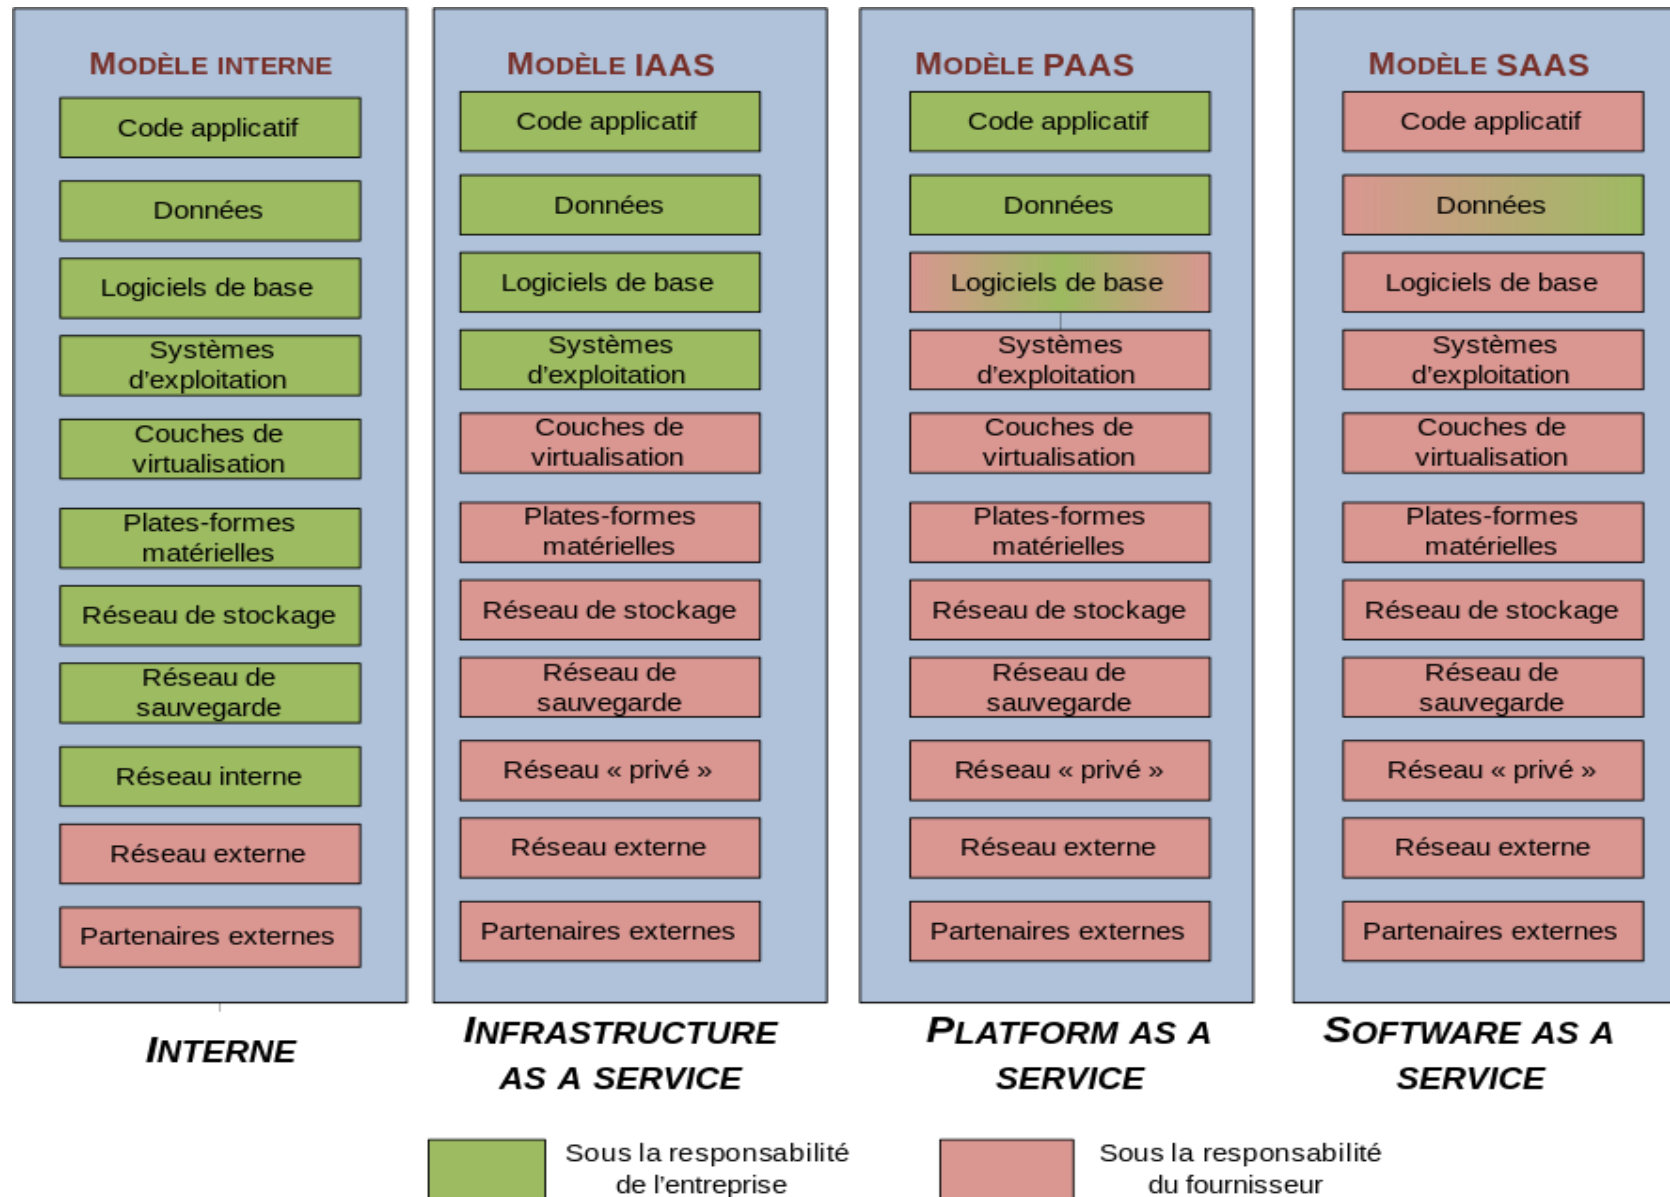 MODÈLE INTERNE
Code applicatif
Données
Logiciels de base
Systèmes
d’exploitation
Couches de
virtualisation
Plates-formes
matérielles
Réseau de stockage
Réseau de
sauvegarde
Réseau interne
Réseau externe
Partenaires externes
INTERNE
MODÈLE IAAS
Code applicatif
Données
Logiciels de base
Systèmes
d’exploitation
Couches de
virtualisation
Plates-formes
matérielles
Réseau de stockage
Réseau de
sauvegarde
Réseau « privé »
Réseau externe
Partenaires externes
INFRASTRUCTURE
AS A SERVICE
MODÈLE PAAS
Code applicatif
Données
Logiciels de base
Systèmes
d’exploitation
Couches de
virtualisation
Plates-formes
matérielles
Réseau de stockage
Réseau de
sauvegarde
Réseau « privé »
Réseau externe
Partenaires externes
PLATFORM AS A
SERVICE
MODÈLE SAAS
Code applicatif
Données
Logiciels de base
Systèmes
d’exploitation
Couches de
virtualisation
Plates-formes
matérielles
Réseau de stockage
Réseau de
sauvegarde
Réseau « privé »
Réseau externe
Partenaires externes
SOFTWARE AS A
SERVICE
Sous la responsabilité
de l’entreprise
Sous la responsabilité
du fournisseur